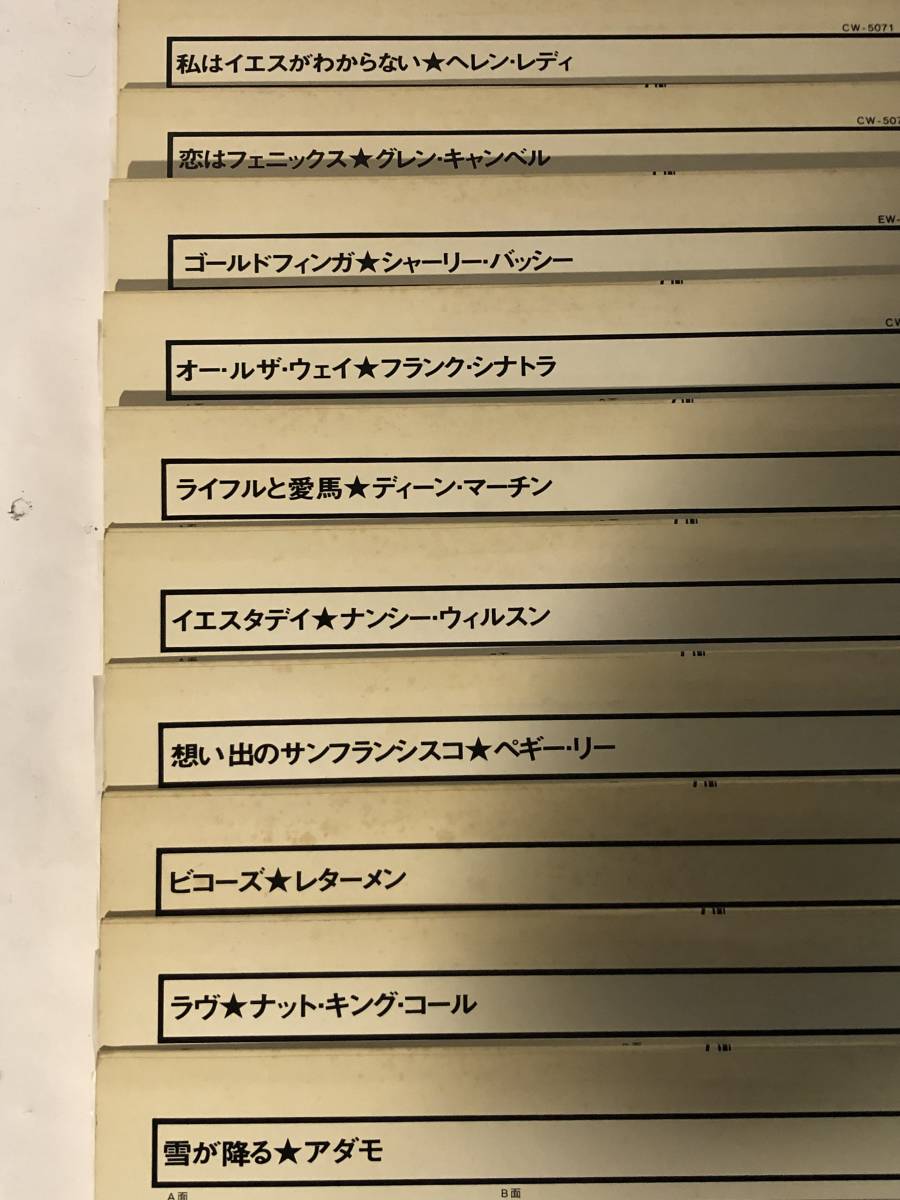 CW-5071
私はイエスがわからない★ヘレン・レディ
恋はフェニックス★グレン・キャンベル
ゴールドフィンガ★シャーリー・バッシー
オー・ルザ・ウェイ★フランク・シナトラ
ライフルと愛馬★ディーン・マーチン
イエスタデイ★ナンシー・ウィルスン
想い出のサンフランシスコ★ペギー・リー
ビコーズ★レターメン
ラヴ★ナット・キング・コール
雪が降る★アダモ
A面 B面